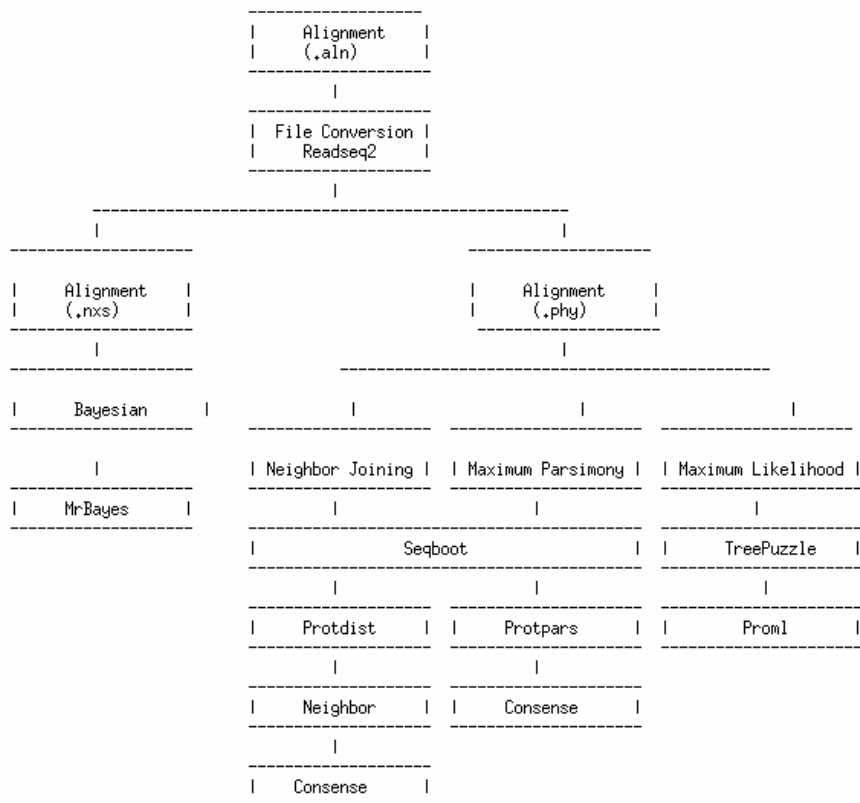 Alignment
(.aln)
File Conversion
Readseq2
Alignment Alignment
(.nxs) (.phy)
Bayesian
Neighbor Joining Maximum Parsimony Maximum Likelihood
MrBayes
Seqboot TreePuzzle
Protdist Protpars Proml
Neighbor Consense
Consense